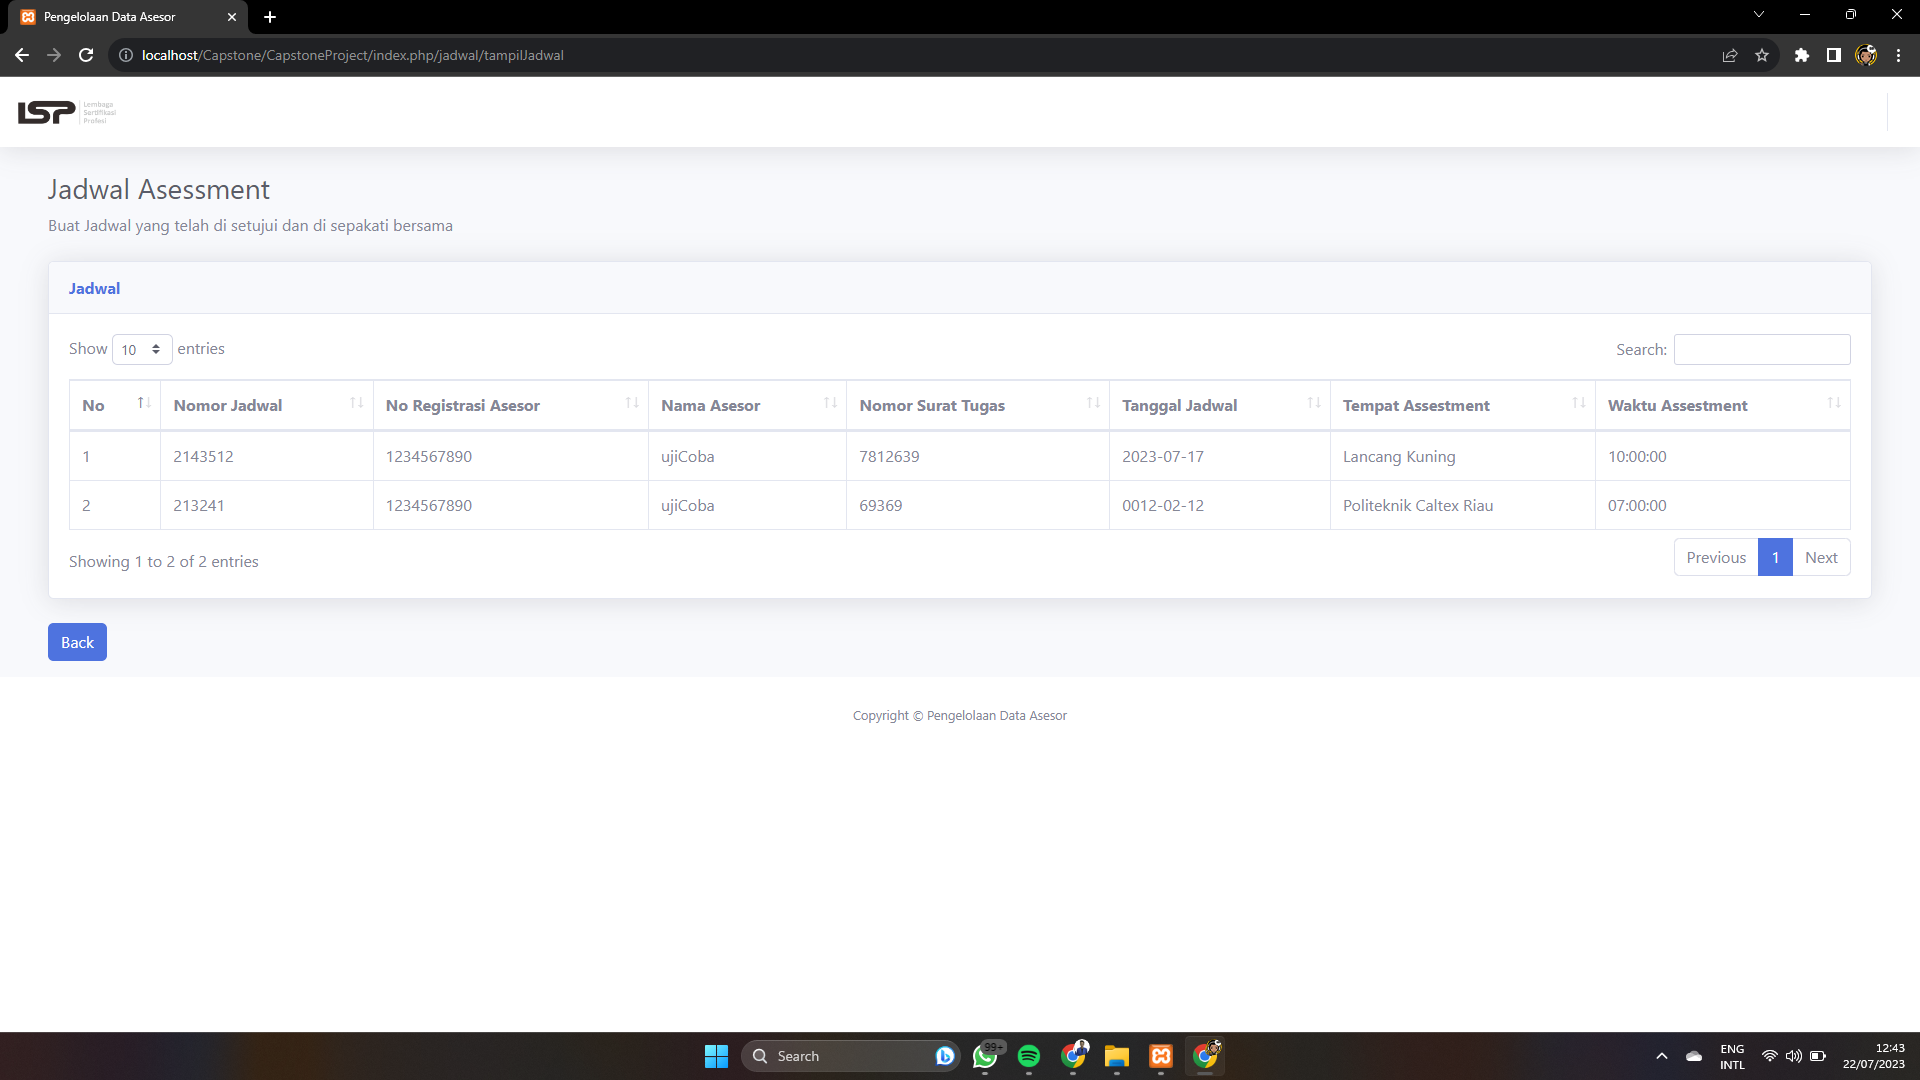 Pengelolaan Data Asesor
localhost/Capstone/CapstoneProject/index.php/jadwal/tampilJadwal
LSP Lembaga
Sertifikasi
Profesi
Jadwal Asessment
Buat Jadwal yang telah di setujui dan di sepakati bersama
Jadwal
Show 10 entries Search:
No Nomor Jadwal No Registrasi Asesor Nama Asesor Nomor Surat Tugas Tanggal Jadwal Tempat Assestment Waktu Assestment
1 2143512 1234567890 ujiCoba 7812639 2023-07-17 Lancang Kuning 10:00:00
2 213241 1234567890 ujiCoba 69369 0012-02-12 Politeknik Caltex Riau 07:00:00
Showing 1 to 2 of 2 entries Previous 1 Next
Back
Copyright © Pengelolaan Data Asesor
Search 99+ ENG 12:43
INTL 22/07/2023